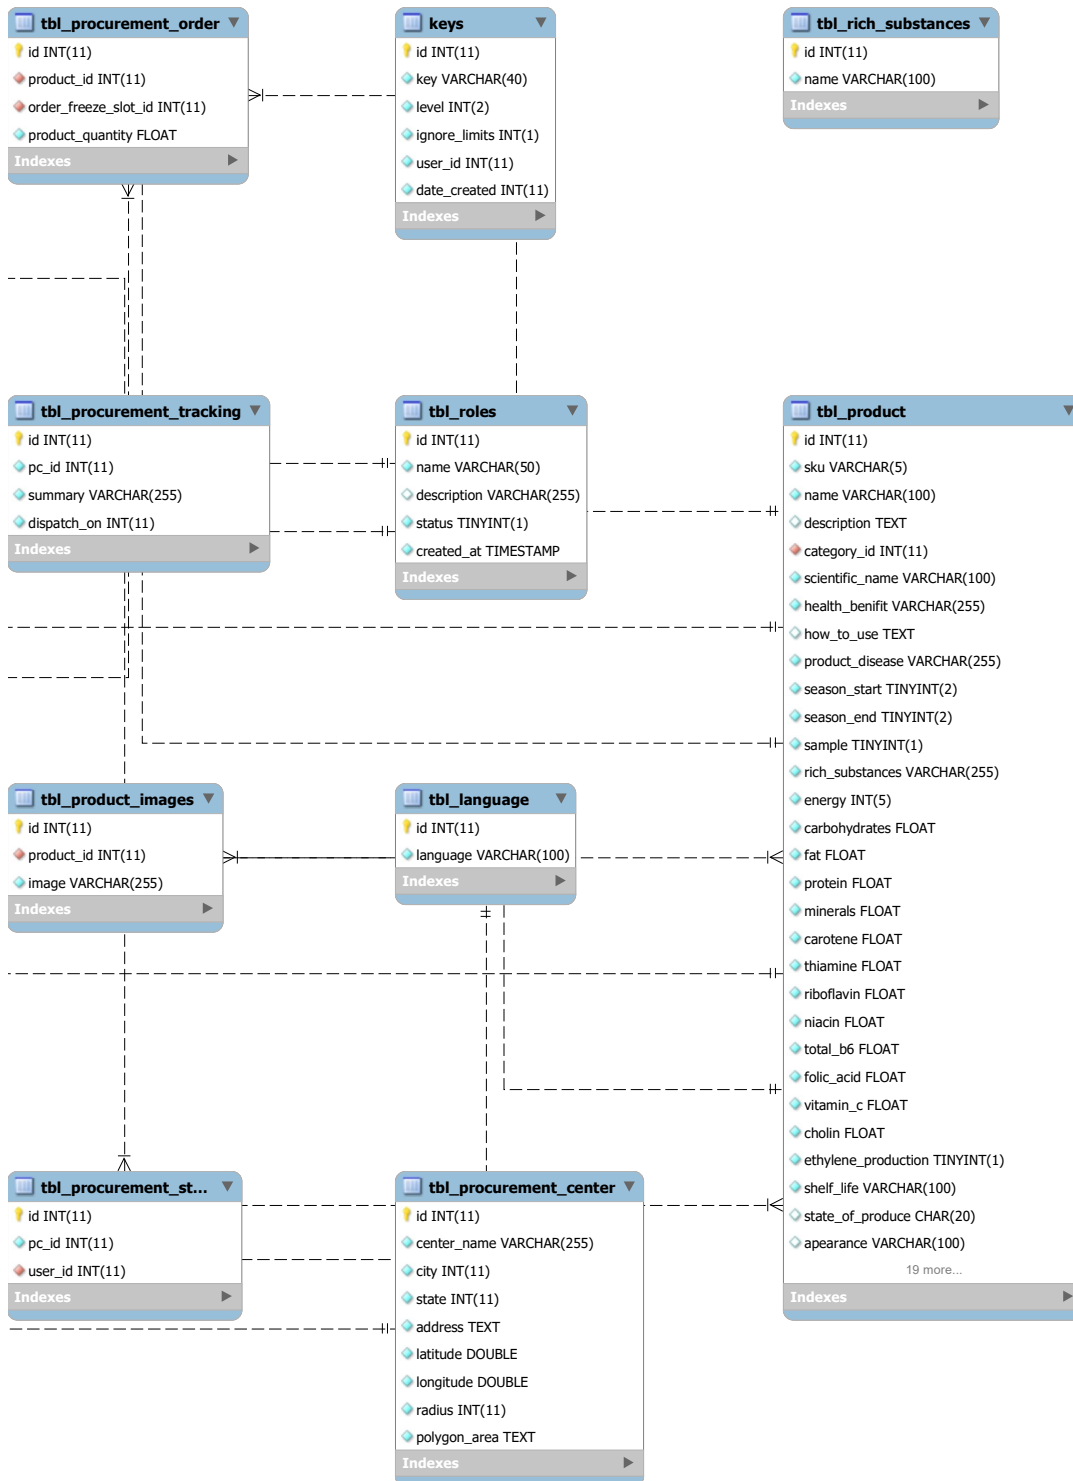 tbl_procurement_order
id INT(11)
product_id INT(11)
order_freeze_slot_id INT(11)
product_quantity FLOAT
Indexes
keys
id INT(11)
key VARCHAR(40)
level INT(2)
ignore_limits INT(1)
user_id INT(11)
date_created INT(11)
Indexes
tbl_rich_substances
id INT(11)
name VARCHAR(100)
Indexes
tbl_procurement_tracking
id INT(11)
pc_id INT(11)
summary VARCHAR(255)
dispatch_on INT(11)
Indexes
tbl_roles
id INT(11)
name VARCHAR(50)
description VARCHAR(255)
status TINYINT(1)
created_at TIMESTAMP
Indexes
tbl_product
id INT(11)
sku VARCHAR(5)
name VARCHAR(100)
description TEXT
category_id INT(11)
scientific_name VARCHAR(100)
health_benifit VARCHAR(255)
how_to_use TEXT
product_disease VARCHAR(255)
season_start TINYINT(2)
season_end TINYINT(2)
sample TINYINT(1)
rich_substances VARCHAR(255)
energy INT(5)
carbohydrates FLOAT
fat FLOAT
protein FLOAT
minerals FLOAT
carotene FLOAT
thiamine FLOAT
riboflavin FLOAT
niacin FLOAT
total_b6 FLOAT
folic_acid FLOAT
vitamin_c FLOAT
cholin FLOAT
ethylene_production TINYINT(1)
shelf_life VARCHAR(100)
state_of_produce CHAR(20)
apearance VARCHAR(100)
19 more...
Indexes
tbl_product_images
id INT(11)
product_id INT(11)
image VARCHAR(255)
Indexes
tbl_language
id INT(11)
language VARCHAR(100)
Indexes
tbl_procurement_st...
id INT(11)
pc_id INT(11)
user_id INT(11)
Indexes
tbl_procurement_center
id INT(11)
center_name VARCHAR(255)
city INT(11)
state INT(11)
address TEXT
latitude DOUBLE
longitude DOUBLE
radius INT(11)
polygon_area TEXT
Indexes